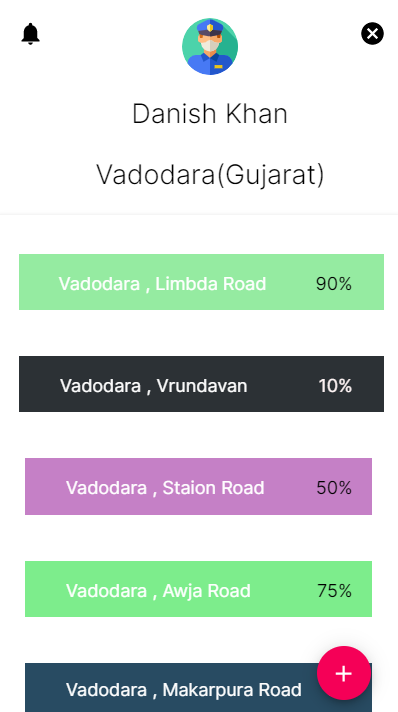 Danish Khan
Vadodara(Gujarat)
Vadodara , Limbda Road 90%
Vadodara , Vrundavan 10%
Vadodara , Staion Road 50%
Vadodara , Awja Road 75%
Vadodara , Makarpura Road